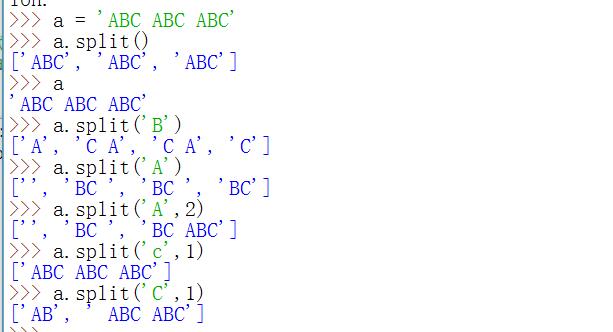 >>> a = 'ABC ABC ABC'
>>> a.split()
['ABC', 'ABC', 'ABC']
>>> a
'ABC ABC ABC'
>>> a.split('B')
['A', 'C A', 'C A', 'C']
>>> a.split('A')
['', 'BC ', 'BC ', 'BC']
>>> a.split('A',2)
['', 'BC ', 'BC ABC']
>>> a.split('c',1)
['ABC ABC ABC']
>>> a.split('C',1)
['AB', ' ABC ABC']